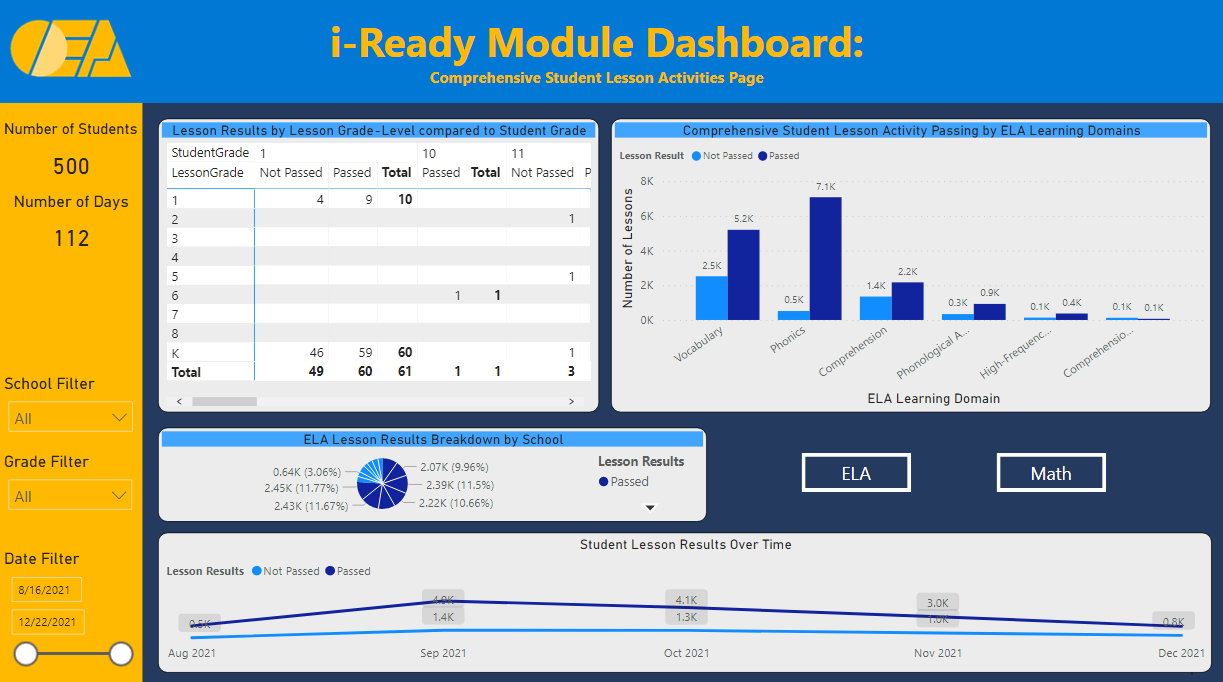 OEA
i-Ready Module Dashboard:
Comprehensive Student Lesson Activities Page
Number of Students
500
Number of Days
112
School Filter
All
Grade Filter
All
Date Filter
8/16/2021
12/22/2021
Lesson Results by Lesson Grade-Level compared to Student Grade
StudentGrade 1 10 11
LessonGrade Not Passed Passed Total Passed Total Not Passed P
1 4 9 10
2 1
3
4
5 1
6 1 1
7
8
K 46 59 60 1
Total 49 60 61 1 1 3
Comprehensive Student Lesson Activity Passing by ELA Learning Domains
Lesson Result Not Passed Passed
Number of Lessons
8K
6K
4K
2K
0K
2.5K 5.2K 0.5K 7.1K 1.4K 2.2K 0.3K 0.9K 0.1K 0.4K 0.1K 0.1K
Vocabulary Phonics Comprehension Phonological A... High-Frequenc... Comprehensio...
ELA Learning Domain
ELA Lesson Results Breakdown by School
0.64K (3.06%) 2.07K (9.96%)
2.45K (11.77%) 2.39K (11.5%)
2.43K (11.67%) 2.22K (10.66%)
Lesson Results
Passed
ELA
Math
Student Lesson Results Over Time
Lesson Results Not Passed Passed
0.5K 4.1K 3.0K 0.8K
1.4K 1.3K 1.0K
Aug 2021 Sep 2021 Oct 2021 Nov 2021 Dec 2021